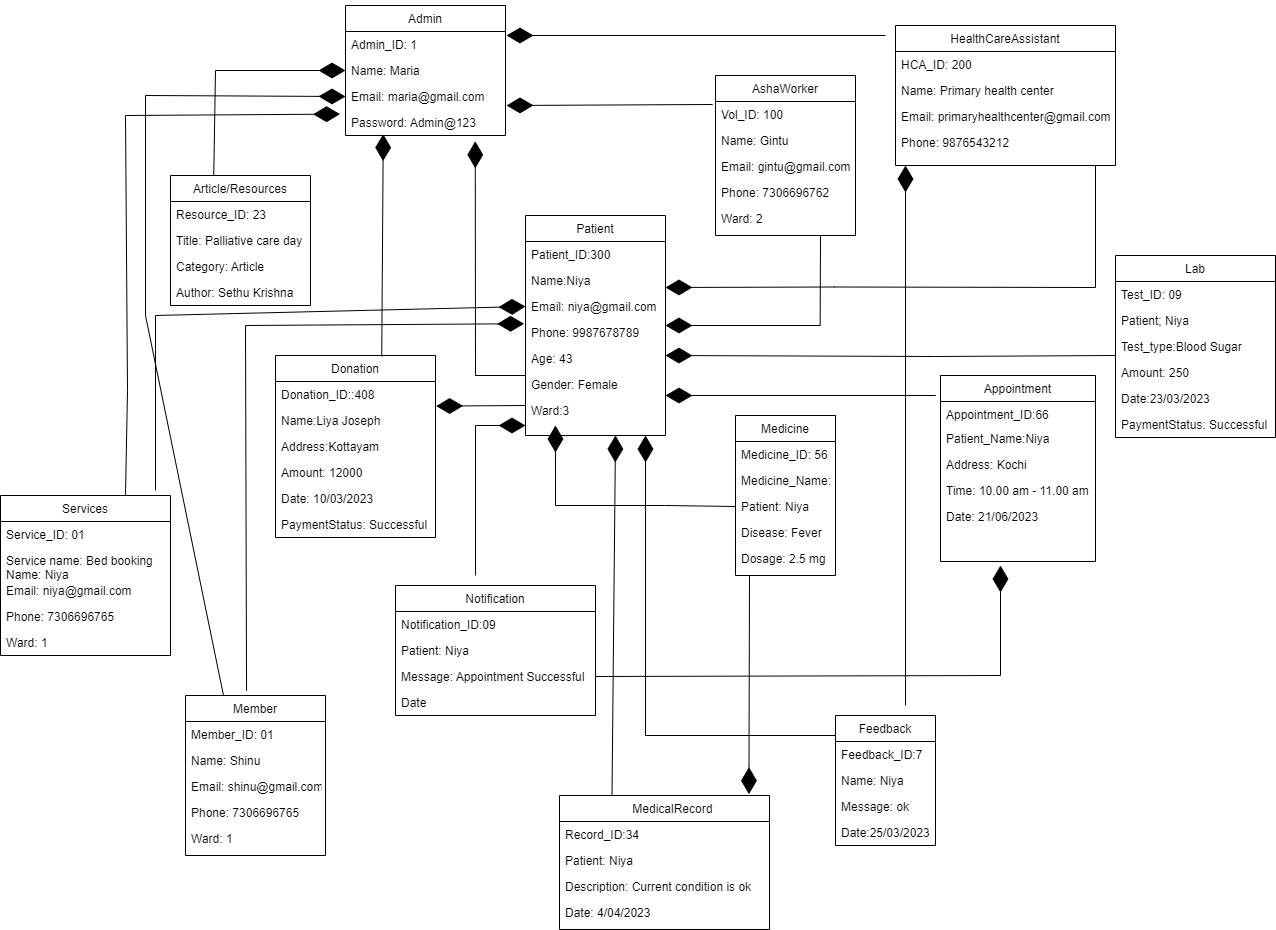 Admin
Admin_ID: 1
Name: Maria
Email: maria@gmail.com
Password: Admin@123
HealthCareAssistant
HCA_ID: 200
Name: Primary health center
Email: primaryhealthcenter@gmail.com
Phone: 9876543212
AshaWorker
Vol_ID: 100
Name: Gintu
Email: gintu@gmail.com
Phone: 7306696762
Ward: 2
Article/Resources
Resource_ID: 23
Title: Palliative care day
Category: Article
Author: Sethu Krishna
Patient
Patient_ID:300
Name:Niya
Email: niya@gmail.com
Phone: 9987678789
Age: 43
Gender: Female
Ward:3
Lab
Test_ID: 09
Patient; Niya
Test_type:Blood Sugar
Amount: 250
Date:23/03/2023
PaymentStatus: Successful
Donation
Donation_ID::408
Name:Liya Joseph
Address:Kottayam
Amount: 12000
Date: 10/03/2023
PaymentStatus: Successful
Appointment
Appointment_ID:66
Patient_Name:Niya
Address: Kochi
Time: 10.00 am - 11.00 am
Date: 21/06/2023
Medicine
Medicine_ID: 56
Medicine_Name:
Patient: Niya
Disease: Fever
Dosage: 2.5 mg
Services
Service_ID: 01
Service name: Bed booking
Name: Niya
Email: niya@gmail.com
Phone: 7306696765
Ward: 1
Notification
Notification_ID:09
Patient: Niya
Message: Appointment Successful
Date
Member
Member_ID: 01
Name: Shinu
Email: shinu@gmail.com
Phone: 7306696765
Ward: 1
Feedback
Feedback_ID:7
Name: Niya
Message: ok
Date:25/03/2023
MedicalRecord
Record_ID:34
Patient: Niya
Description: Current condition is ok
Date: 4/04/2023